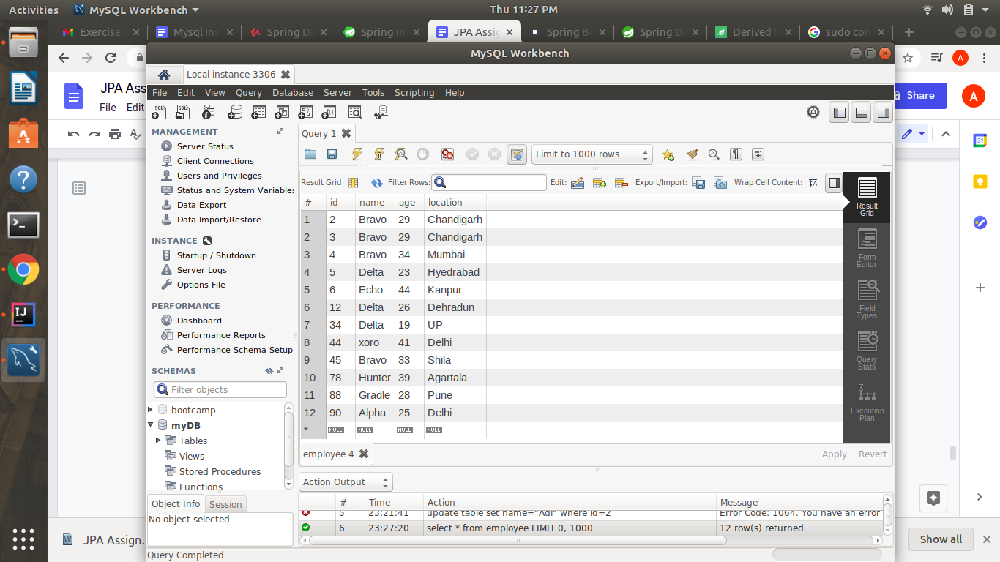 Activities MySQL Workbench Thu 11:27 PM
Exercise Mysql ins Spring Da Spring In JPA Assig Spring B Spring D Derived sudo com
MySQL Workbench
Local instance 3306
JPA Ass
File Edit
Share
A
File Edit View Query Database Server Tools Scripting Help
MANAGEMENT
Server Status
Client Connections
Users and Privileges
Status and System Variables
Data Export
Data Import/Restore
INSTANCE
Startup / Shutdown
Server Logs
Options File
PERFORMANCE
Dashboard
Performance Reports
Performance Schema Setup
SCHEMAS
Filter objects
bootcamp
myDB
Tables
Views
Stored Procedures
Functions
Object Info Session
No object selected
Query 1
Limit to 1000 rows
Result Grid Filter Rows: Edit: Export/Import: Wrap Cell Content:
# id name age location
1 2 Bravo 29 Chandigarh
2 3 Bravo 29 Chandigarh
3 4 Bravo 34 Mumbai
4 5 Delta 23 Hyedrabad
5 6 Echo 44 Kanpur
6 12 Delta 26 Dehradun
7 34 Delta 19 UP
8 44 xoro 41 Delhi
9 45 Bravo 33 Shila
10 78 Hunter 39 Agartala
11 88 Gradle 28 Pune
12 90 Alpha 25 Delhi
* NULL NULL NULL NULL
Result
Grid
Form
Editor
Field
Types
Query
Stats
Execution
Plan
employee 4 Apply Revert
Action Output
# Time Action Message
5 23:21:41 update table set name="Adi" where id=2 Error Code: 1064. You have an error
6 23:27:20 select * from employee LIMIT 0, 1000 12 row(s) returned
Query Completed
JPA Assign.
Show all